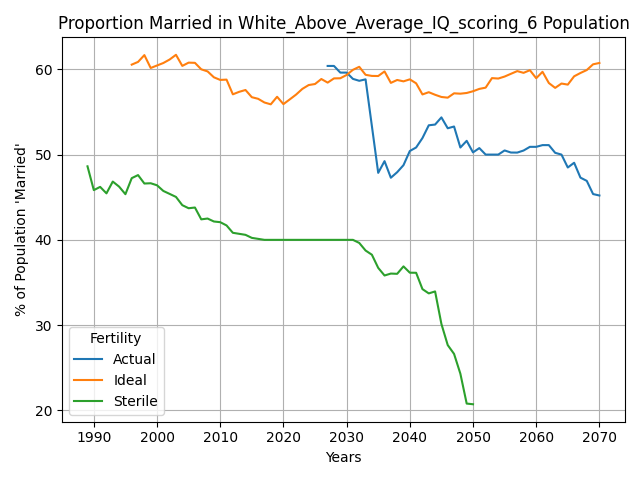 Proportion Married in White_Above_Average_IQ_scoring_6 Population
% of Population 'Married'
60
50
40
30
20
Fertility
Actual
Ideal
Sterile
1990 2000 2010 2020 2030 2040 2050 2060 2070
Years